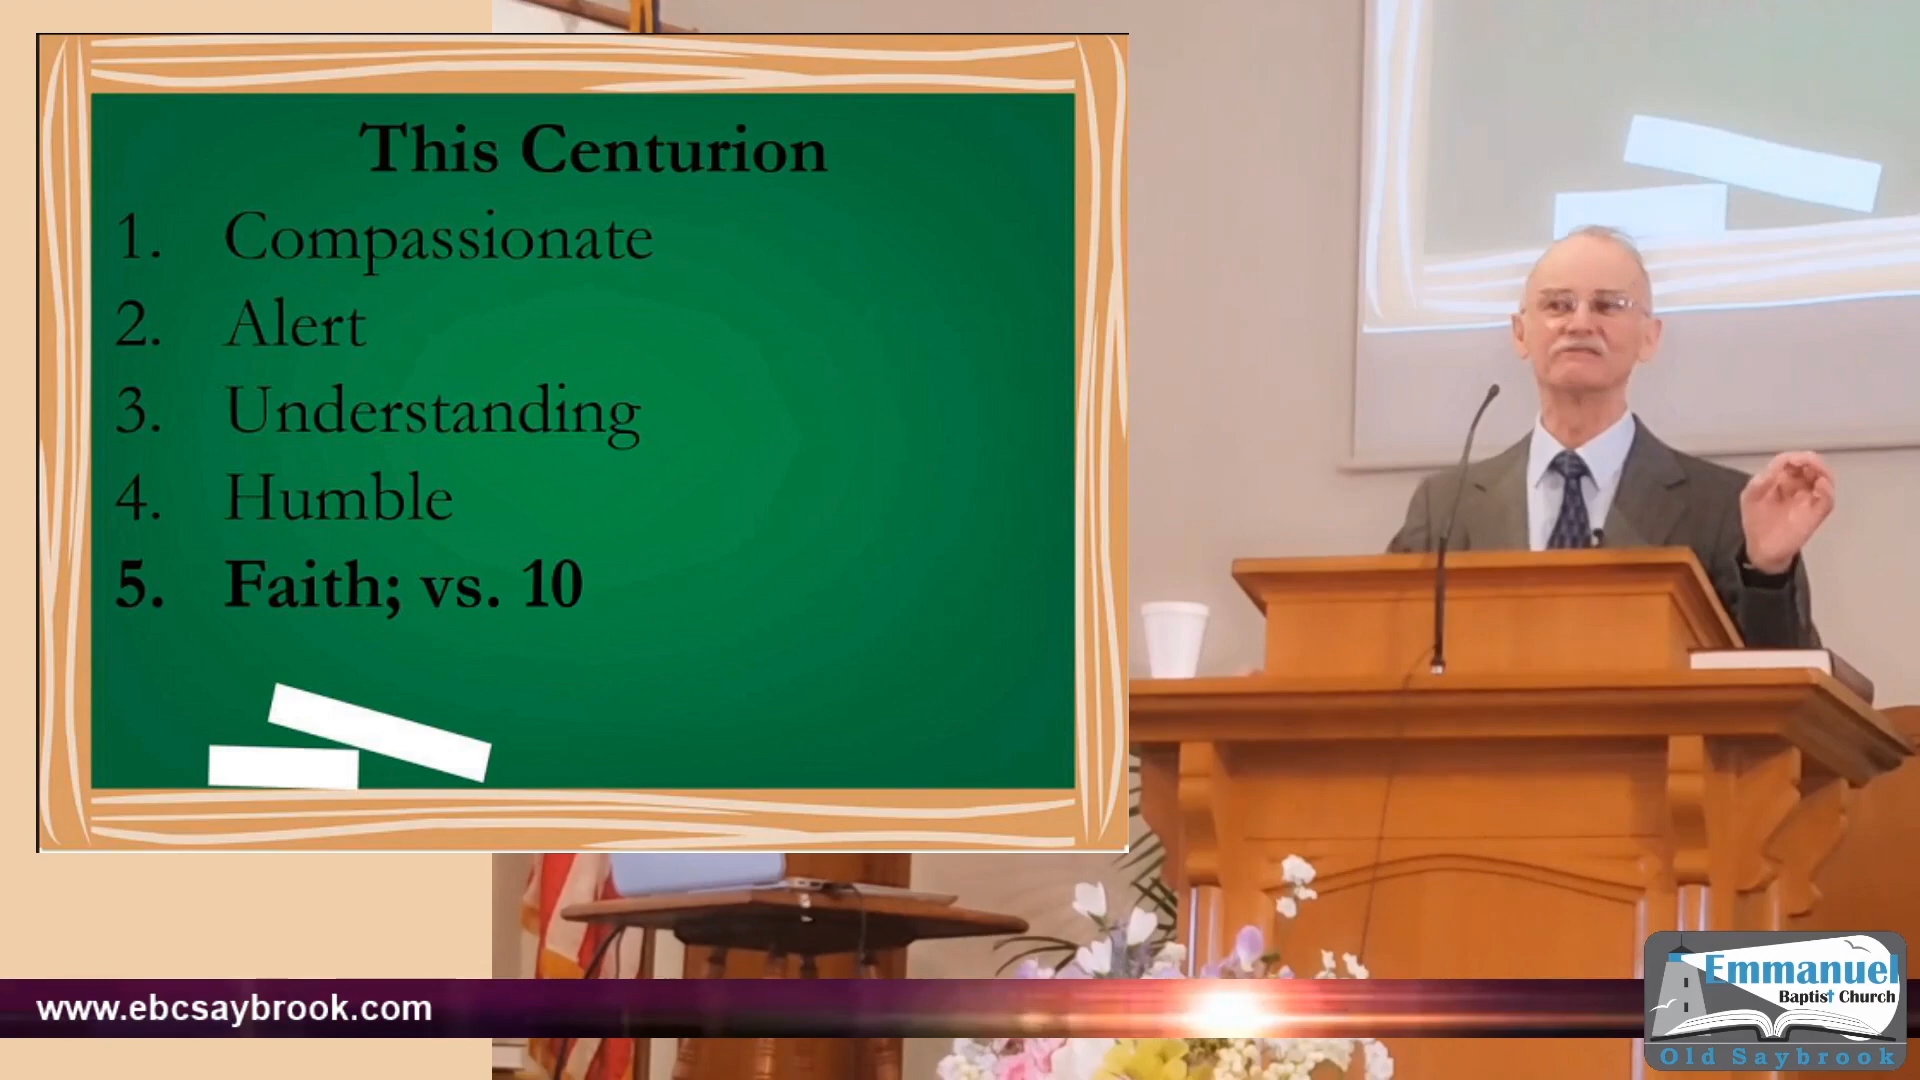 This Centurion
1. Compassionate
2. Alert
3. Understanding
4. Humble
5. Faith; vs. 10
www.ebcsaybrook.com
Emmanuel
Baptist Church
Old Saybrook